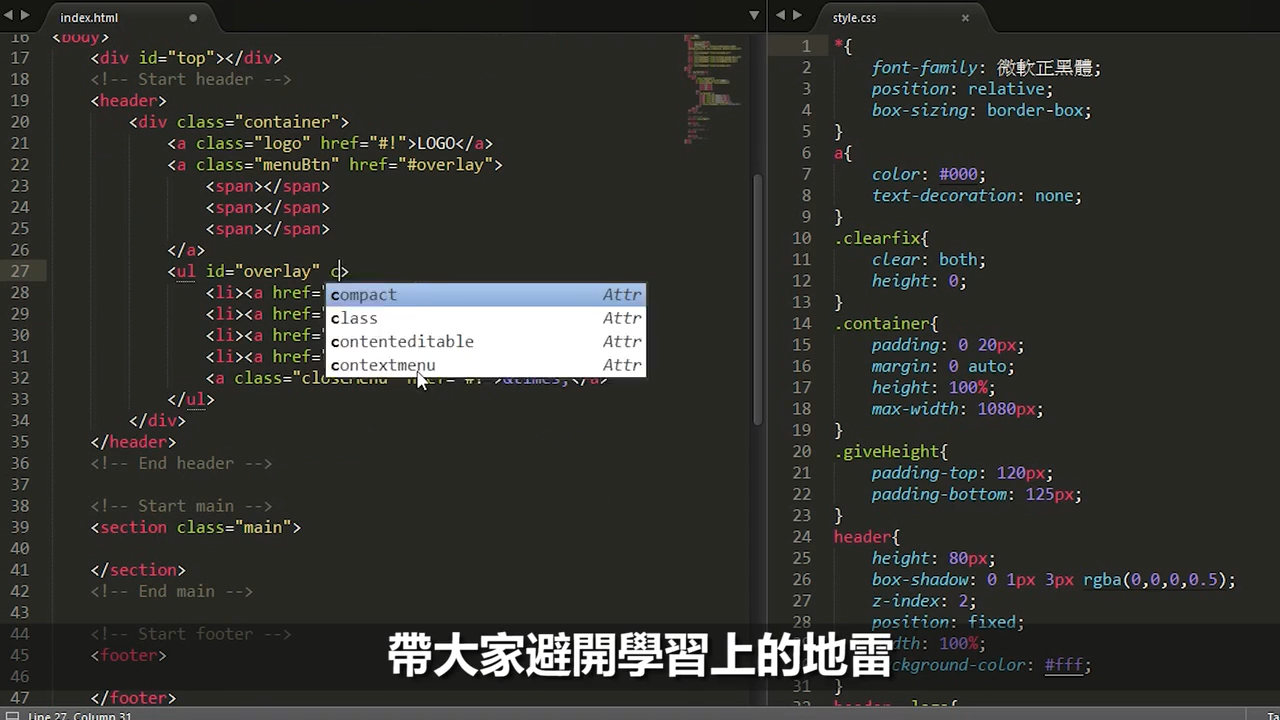 index.html
style.css
16 <body>
17 <div id="top"></div>
18 <!-- Start header -->
19 <header>
20 <div class="container">
21 <a class="logo" href="#!">LOGO</a>
22 <a class="menuBtn" href="#overlay">
23 <span></span>
24 <span></span>
25 <span></span>
26 </a>
27 <ul id="overlay" c>
28 <li><a href="
29 <li><a href="
30 <li><a href="
31 <li><a href="
32 <a class="closeMenu" href="#!">&times;</a>
33 </ul>
34 </div>
35 </header>
36 <!-- End header -->
37
38 <!-- Start main -->
39 <section class="main">
40
41 </section>
42 <!-- End main -->
43
44 <!-- Start footer -->
45 <footer>
46
47 </footer>
compact Attr
class Attr
contenteditable Attr
contextmenu Attr
1 *{
2 font-family: 微軟正黑體;
3 position: relative;
4 box-sizing: border-box;
5 }
6 a{
7 color: #000;
8 text-decoration: none;
9 }
10 .clearfix{
11 clear: both;
12 height: 0;
13 }
14 .container{
15 padding: 0 20px;
16 margin: 0 auto;
17 height: 100%;
18 max-width: 1080px;
19 }
20 .giveHeight{
21 padding-top: 120px;
22 padding-bottom: 125px;
23 }
24 header{
25 height: 80px;
26 box-shadow: 0 1px 3px rgba(0,0,0,0.5);
27 z-index: 2;
28 position: fixed;
width: 100%;
background-color: #fff;
31 }
帶大家避開學習上的地雷
Line 27, Column 31